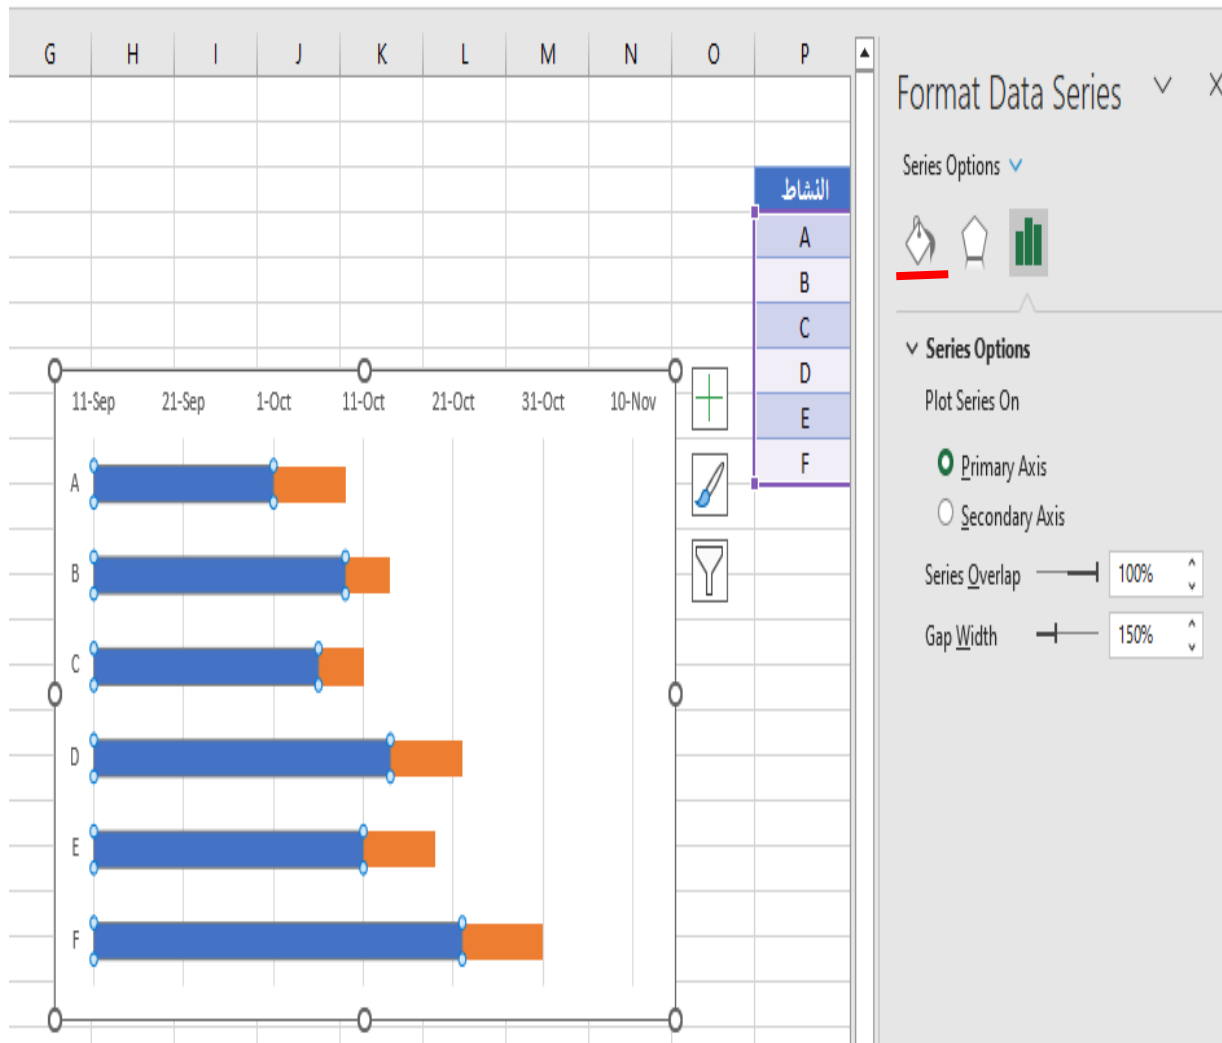 G H I J K L M N O P
Format Data Series
Series Options
النشاط
A
B
C
D
E
F
Series Options
Plot Series On
Primary Axis
Secondary Axis
Series Overlap 100%
Gap Width 150%
11-Sep 21-Sep 1-Oct 11-Oct 21-Oct 31-Oct 10-Nov
A
B
C
D
E
F